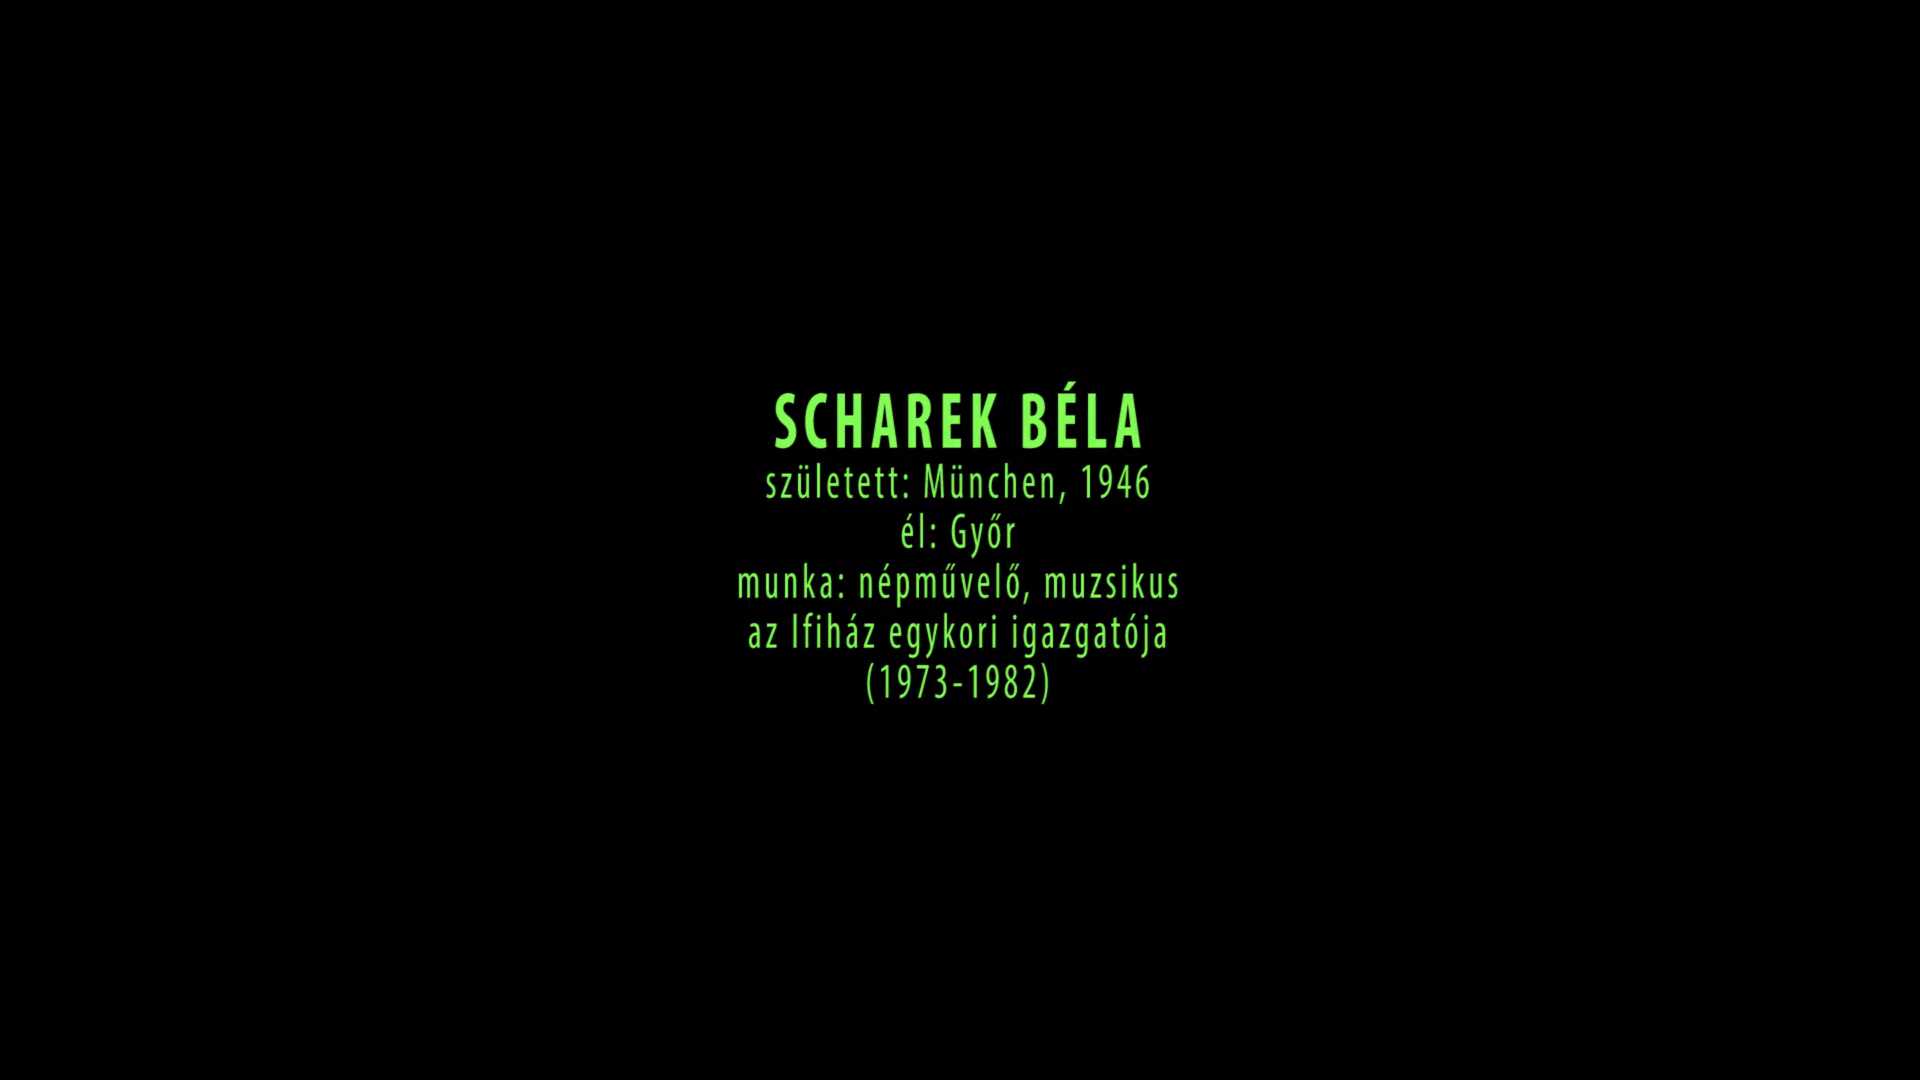 SCHAREK BÉLA
született: München, 1946
él: Győr
munka: népművelő, muzsikus
az Ifiház egykori igazgatója
(1973-1982)